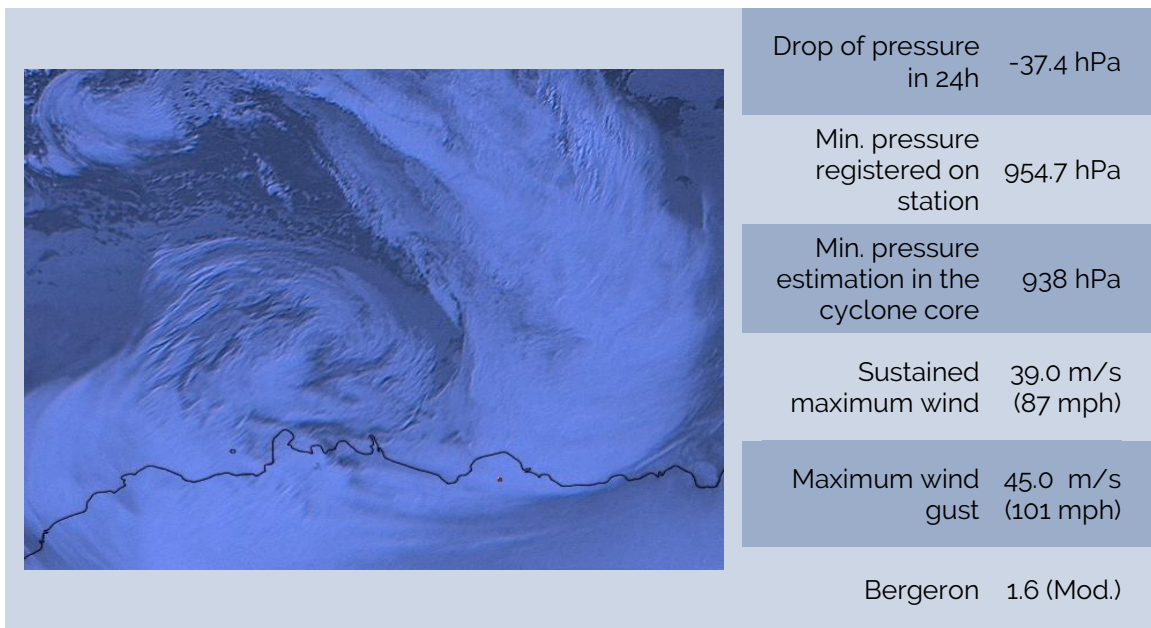 Drop of pressure in 24h -37.4 hPa
Min. pressure registered on station 954.7 hPa
Min. pressure estimation in the cyclone core 938 hPa
Sustained maximum wind 39.0 m/s (87 mph)
Maximum wind gust 45.0 m/s (101 mph)
Bergeron 1.6 (Mod.)